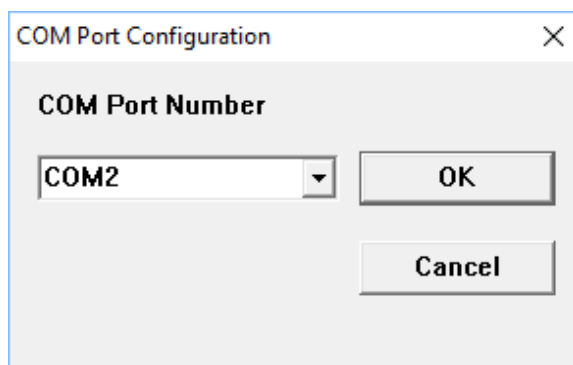 COM Port Configuration
COM Port Number
COM2
OK
Cancel